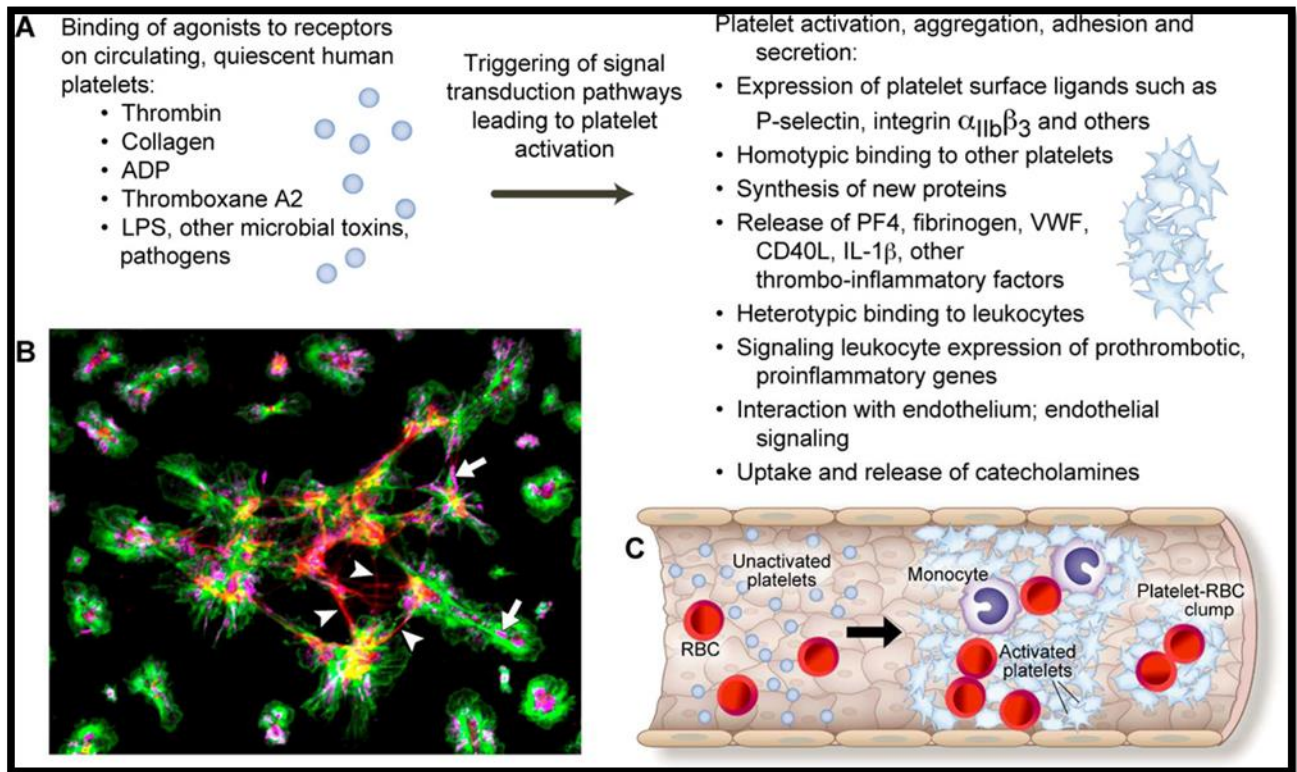 A
Binding of agonists to receptors
on circulating, quiescent human
platelets:
• Thrombin
• Collagen
• ADP
• Thromboxane A2
• LPS, other microbial toxins,
pathogens
Triggering of signal
transduction pathways
leading to platelet
activation
Platelet activation, aggregation, adhesion and
secretion:
• Expression of platelet surface ligands such as
P-selectin, integrin αIIbβ3 and others
• Homotypic binding to other platelets
• Synthesis of new proteins
• Release of PF4, fibrinogen, VWF,
CD40L, IL-1β, other
thrombo-inflammatory factors
• Heterotypic binding to leukocytes
• Signaling leukocyte expression of prothrombotic,
proinflammatory genes
• Interaction with endothelium; endothelial
signaling
• Uptake and release of catecholamines
B
C
Unactivated
platelets
RBC
Monocyte
Activated
platelets
Platelet-RBC
clump